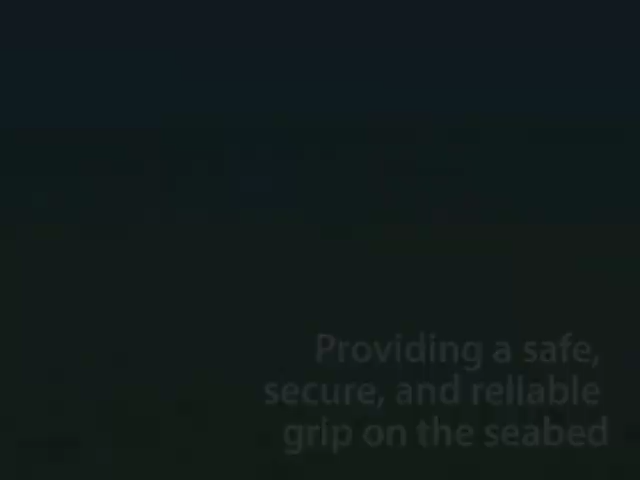 Providing a safe,
secure, and reliable
grip on the seabed